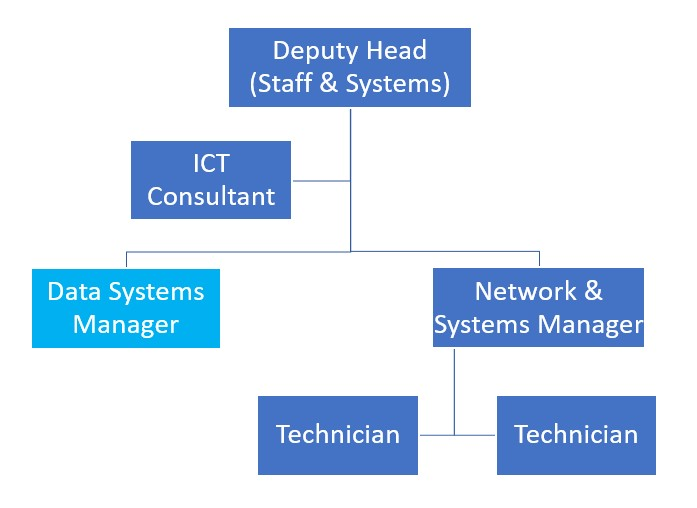 Deputy Head
(Staff & Systems)
ICT
Consultant
Data Systems
Manager
Network &
Systems Manager
Technician
Technician